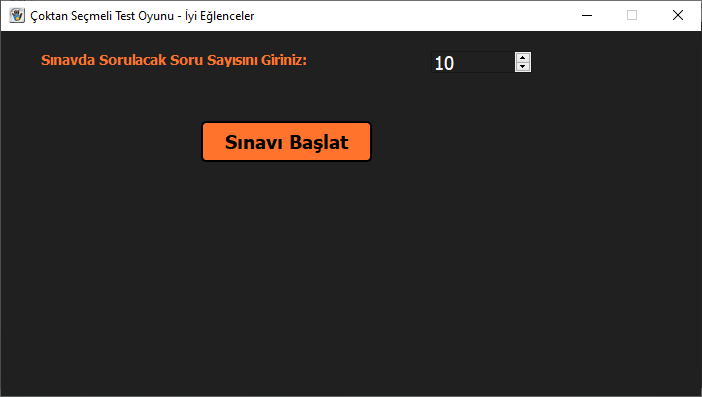 Çoktan Seçmeli Test Oyunu - İyi Eğlenceler
Sınavda Sorulacak Soru Sayısını Giriniz:
10
Sınavı Başlat